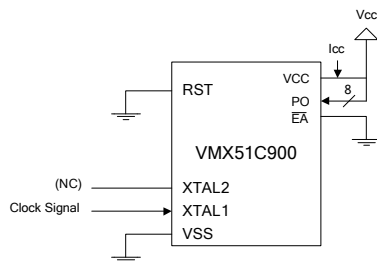 Vcc
Icc
VCC
8
RST
PO
EA
VMX51C900
(NC)
XTAL2
Clock Signal
XTAL1
VSS